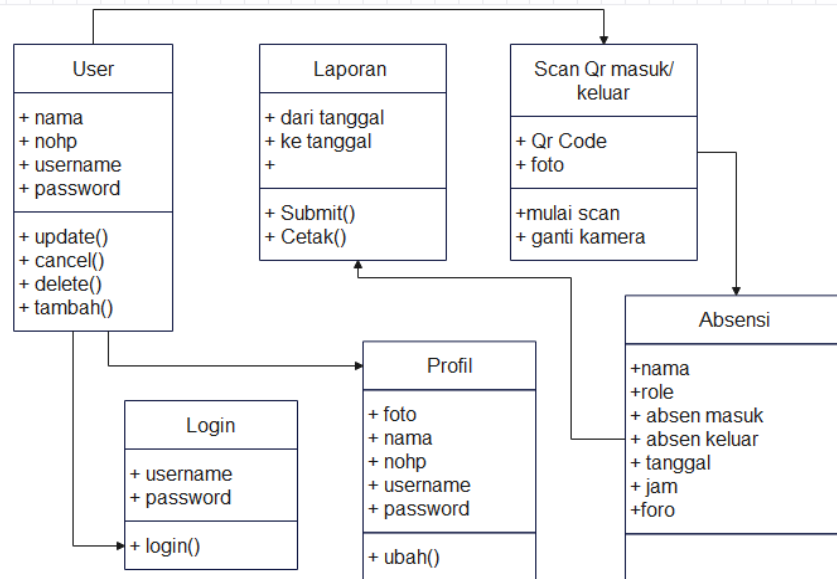 User
+ nama
+ nohp
+ username
+ password
+ update()
+ cancel()
+ delete()
+ tambah()
Laporan
+ dari tanggal
+ ke tanggal
+
+ Submit()
+ Cetak()
Scan Qr masuk/
keluar
+ Qr Code
+ foto
+mulai scan
+ ganti kamera
Absensi
+nama
+role
+ absen masuk
+ absen keluar
+ tanggal
+ jam
+foro
Profil
+ foto
+ nama
+ nohp
+ username
+ password
+ ubah()
Login
+ username
+ password
+ login()